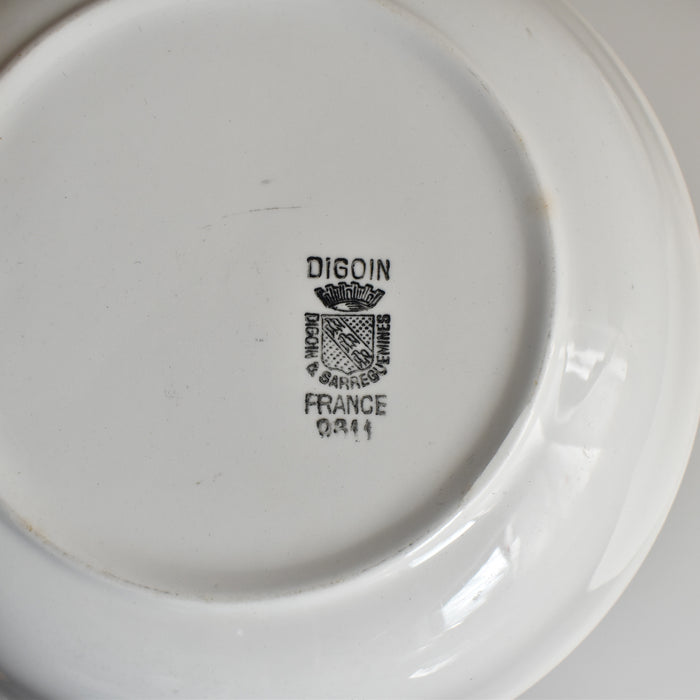 DIGOIN
DIGOIN & SARREGUEMINES
FRANCE
0311